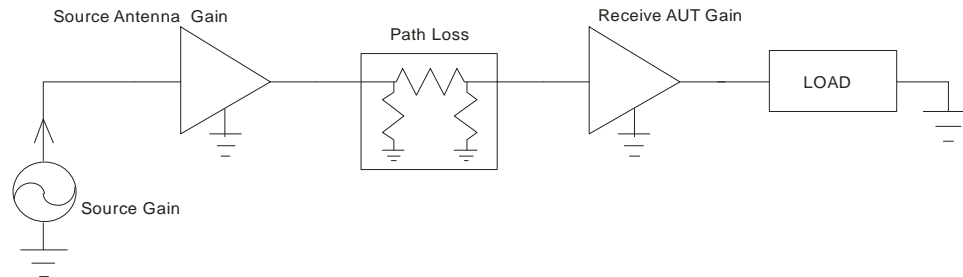 Source Antenna Gain
Receive AUT Gain
Path Loss
LOAD
Source Gain